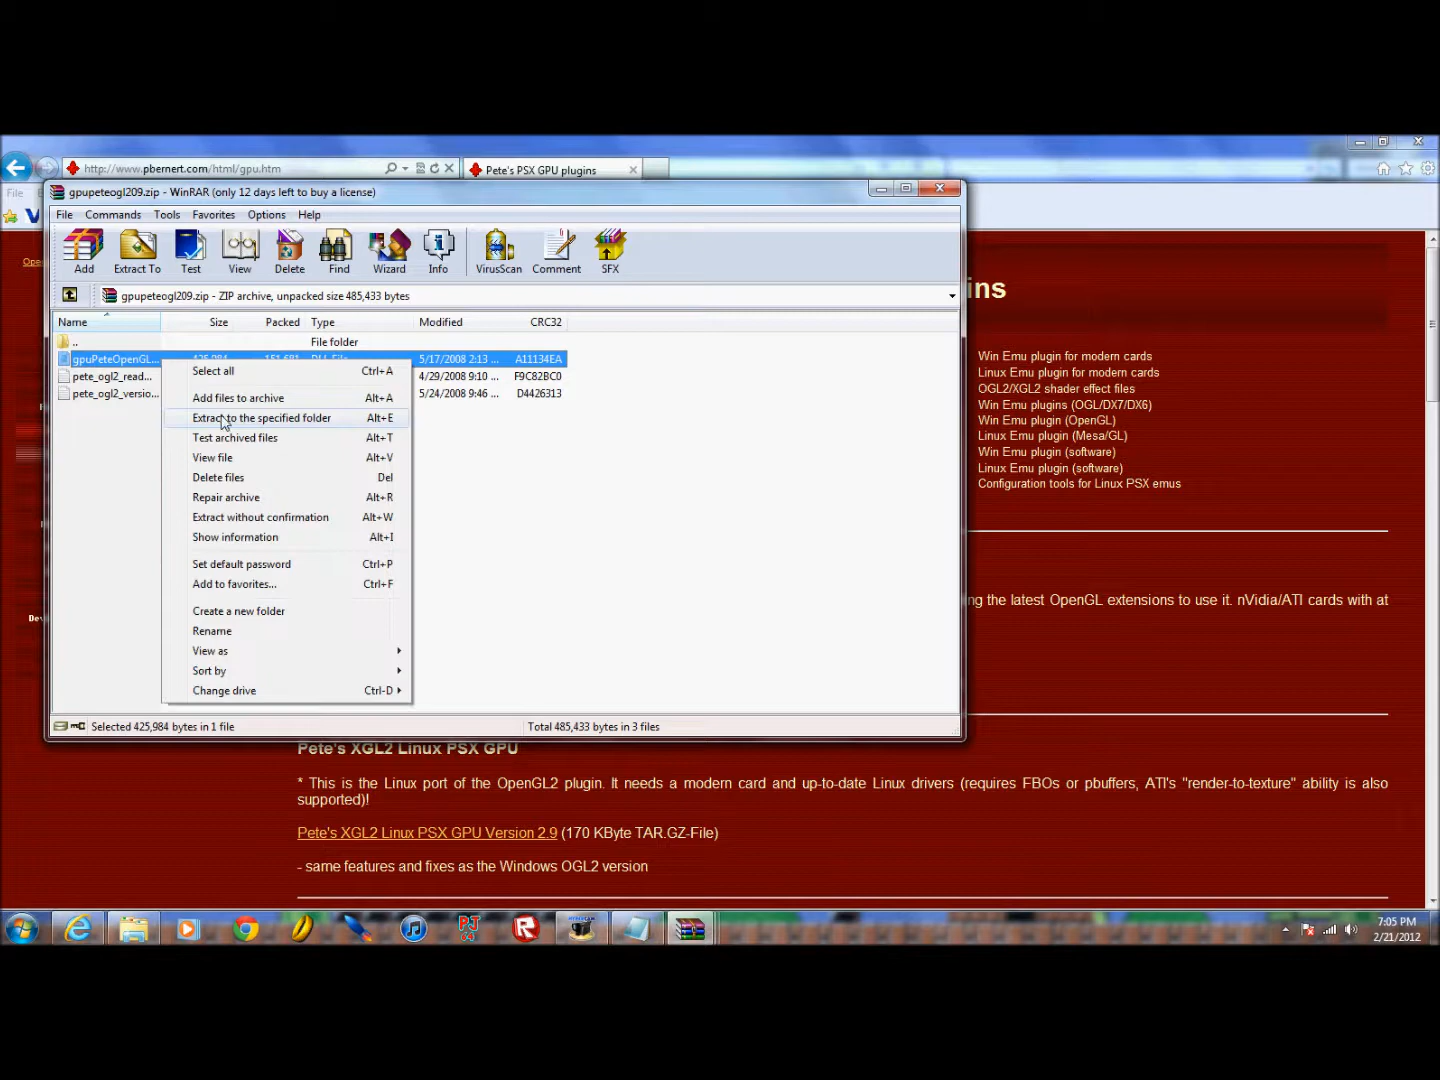 http://www.pbernert.com/html/gpu.htm
Pete's PSX GPU plugins
File
gpupeteogl209.zip - WinRAR (only 12 days left to buy a license)
File Commands Tools Favorites Options Help
Add Extract To Test View Delete Find Wizard Info VirusScan Comment SFX
gpupeteogl209.zip - ZIP archive, unpacked size 485,433 bytes
Name Size Packed Type Modified CRC32
.. File folder
gpuPeteOpenGL... 5/17/2008 2:13 ... A11134EA
pete_ogl2_read... 4/29/2008 9:10 ... F9C82BC0
pete_ogl2_versio... 5/24/2008 9:46 ... D4426313
Select all Ctrl+A
Add files to archive Alt+A
Extract to the specified folder Alt+E
Test archived files Alt+T
View file Alt+V
Delete files Del
Repair archive Alt+R
Extract without confirmation Alt+W
Show information Alt+I
Set default password Ctrl+P
Add to favorites... Ctrl+F
Create a new folder
Rename
View as
Sort by
Change drive Ctrl-D
Selected 425,984 bytes in 1 file Total 485,433 bytes in 3 files
ins
Win Emu plugin for modern cards
Linux Emu plugin for modern cards
OGL2/XGL2 shader effect files
Win Emu plugins (OGL/DX7/DX6)
Win Emu plugin (OpenGL)
Linux Emu plugin (Mesa/GL)
Win Emu plugin (software)
Linux Emu plugin (software)
Configuration tools for Linux PSX emus
ng the latest OpenGL extensions to use it. nVidia/ATI cards with at
Pete's XGL2 Linux PSX GPU
* This is the Linux port of the OpenGL2 plugin. It needs a modern card and up-to-date Linux drivers (requires FBOs or pbuffers, ATI's "render-to-texture" ability is also
supported)!
Pete's XGL2 Linux PSX GPU Version 2.9 (170 KByte TAR.GZ-File)
- same features and fixes as the Windows OGL2 version
7:05 PM
2/21/2012